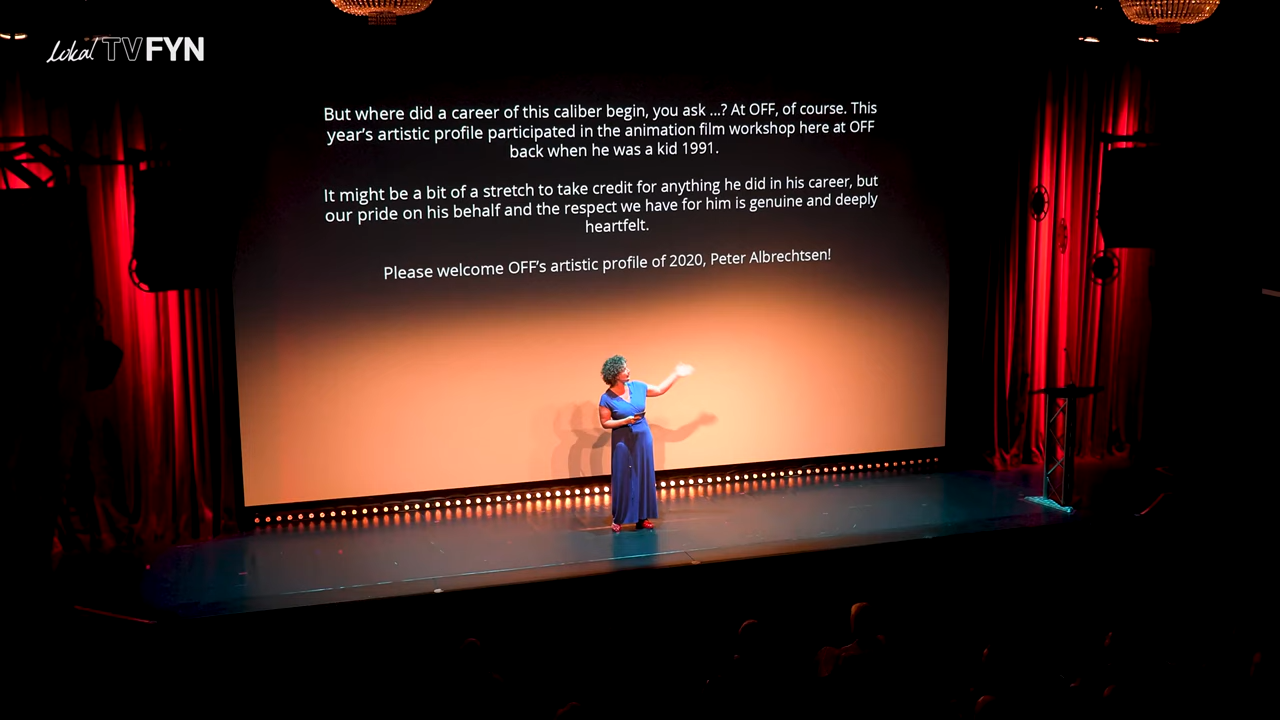 lokal TVFYN
But where did a career of this caliber begin, you ask ...? At OFF, of course. This
year's artistic profile participated in the animation film workshop here at OFF
back when he was a kid 1991.
It might be a bit of a stretch to take credit for anything he did in his career, but
our pride on his behalf and the respect we have for him is genuine and deeply
heartfelt.
Please welcome OFF's artistic profile of 2020, Peter Albrechtsen!